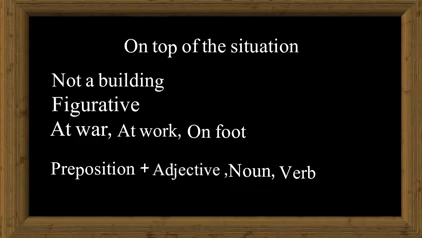 On top of the situation
Not a building
Figurative
At war, At work, On foot
Preposition + Adjective ,Noun, Verb